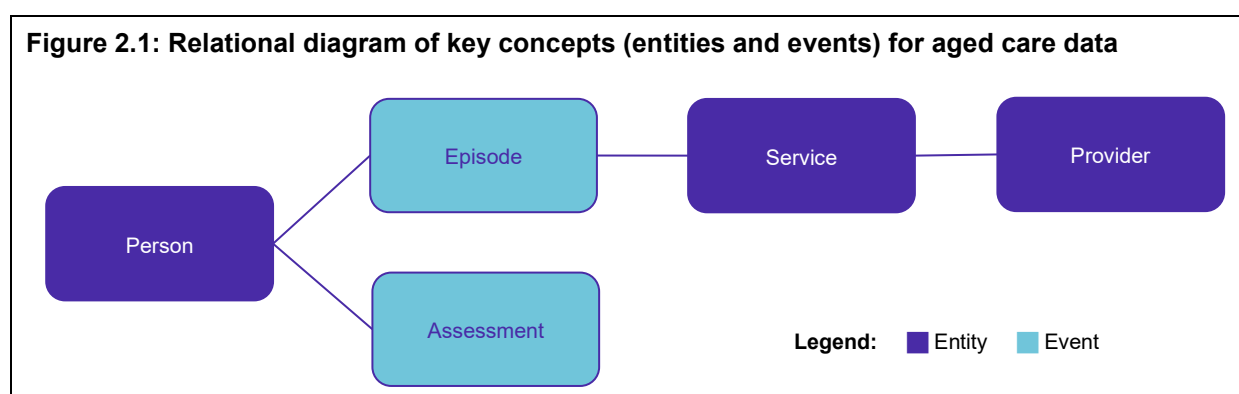 Figure 2.1: Relational diagram of key concepts (entities and events) for aged care data
Episode
Service
Provider
Person
Assessment
Legend: Entity Event